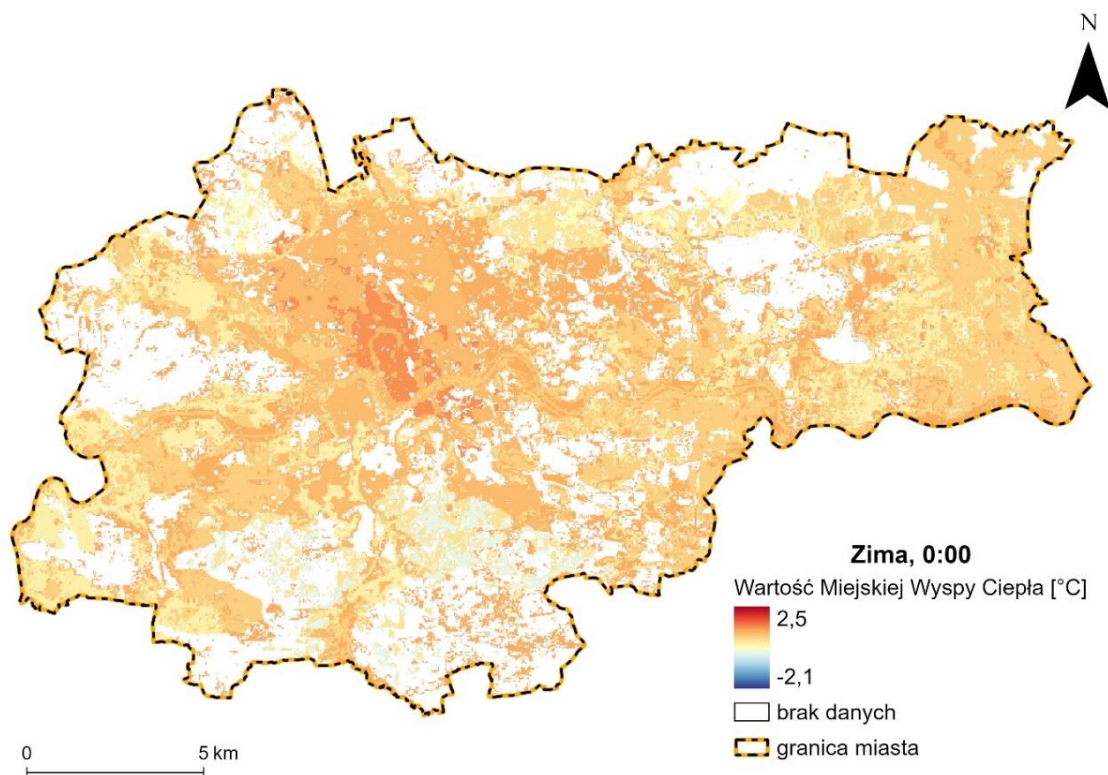 N
Zima, 0:00
Wartość Miejskiej Wyspy Ciepła [°C]
2,5
-2,1
brak danych
granica miasta
0 5 km